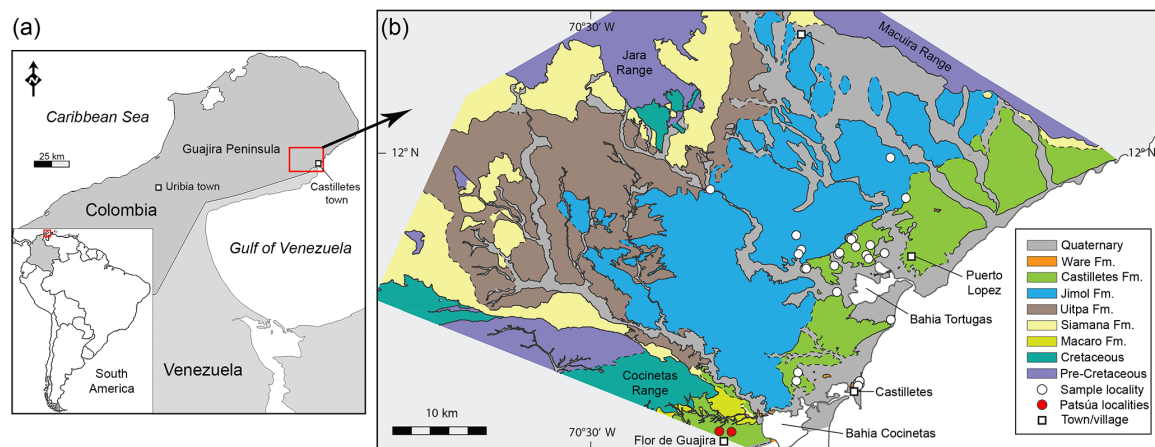 (a)
N
Caribbean Sea
25 km
Guajira Peninsula
Uribia town
Castilletes
town
Colombia
Gulf of Venezuela
Venezuela
South
America
(b)
70°30' W
Macuira Range
Jara
Range
12° N
12° N
Puerto
Lopez
Bahia Tortugas
Castilletes
Bahia Cocinetas
Cocinetas
Range
10 km
70°30' W
Flor de Guajira
Quaternary
Ware Fm.
Castilletes Fm.
Jimol Fm.
Uitpa Fm.
Siamana Fm.
Macaro Fm.
Cretaceous
Pre-Cretaceous
Sample locality
Patsúa localities
Town/village